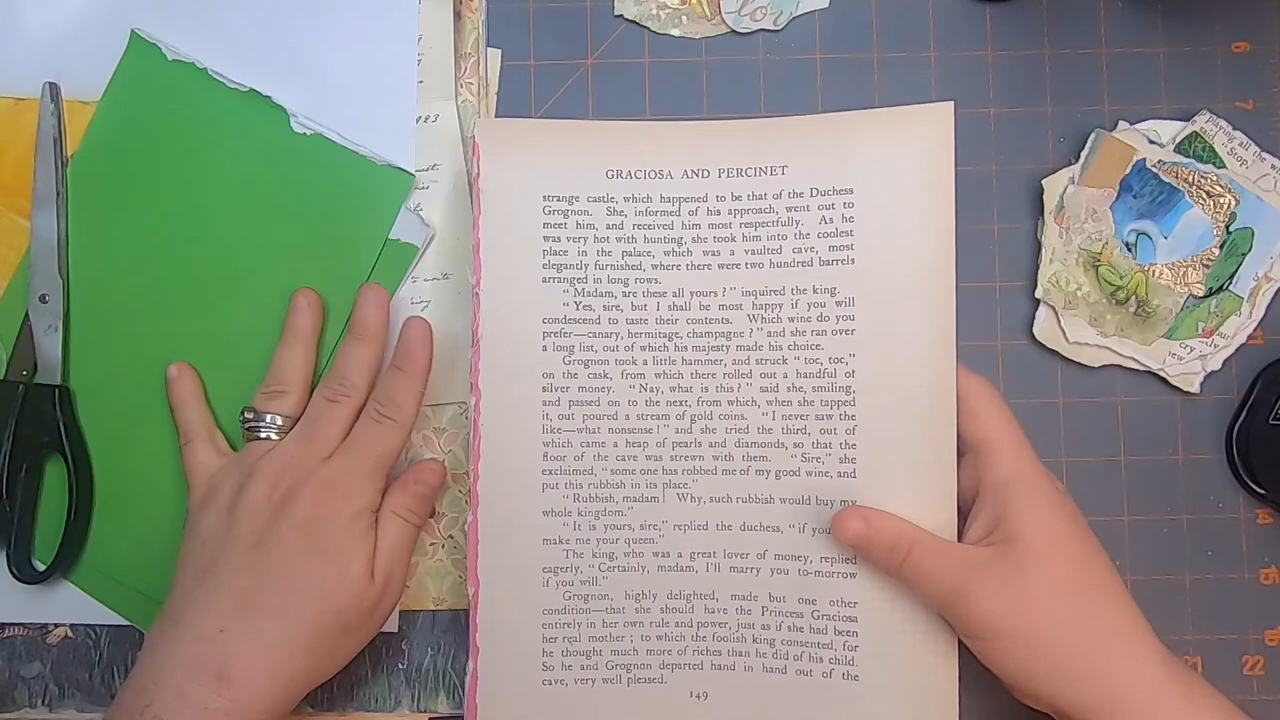 GRACIOSA AND PERCINET
strange castle, which happened to be that of the Duchess
Grognon. She, informed of his approach, went out to
meet him, and received him most respectfully. As he
was very hot with hunting, she took him into the coolest
place in the palace, which was a vaulted cave, most
elegantly furnished, where there were two hundred barrels
arranged in long rows.
“ Madam, are these all yours ? ” inquired the king.
“ Yes, sire, but I shall be most happy if you will
condescend to taste their contents. Which wine do you
prefer—canary, hermitage, champagne ? ” and she ran over
a long list, out of which his majesty made his choice.
Grognon took a little hammer, and struck “ toc, toc,”
on the cask, from which there rolled out a handful of
silver money. “ Nay, what is this ? ” said she, smiling,
and passed on to the next, from which, when she tapped
it, out poured a stream of gold coins. “ I never saw the
like—what nonsense ! ” and she tried the third, out of
which came a heap of pearls and diamonds, so that the
floor of the cave was strewn with them. “ Sire,” she
exclaimed, “ some one has robbed me of my good wine, and
put this rubbish in its place.”
“ Rubbish, madam ! Why, such rubbish would buy my
whole kingdom.”
“ It is yours, sire,” replied the duchess, “ if you
make me your queen.”
The king, who was a great lover of money, replied
eagerly, “ Certainly, madam, I'll marry you to-morrow
if you will.”
Grognon, highly delighted, made but one other
condition—that she should have the Princess Graciosa
entirely in her own rule and power, just as if she had been
her real mother ; to which the foolish king consented, for
he thought much more of riches than he did of his child.
So he and Grognon departed hand in hand out of the
cave, very well pleased.
149
playing all the
said, “Stop,
cry
6
7
14
15
16
21
22